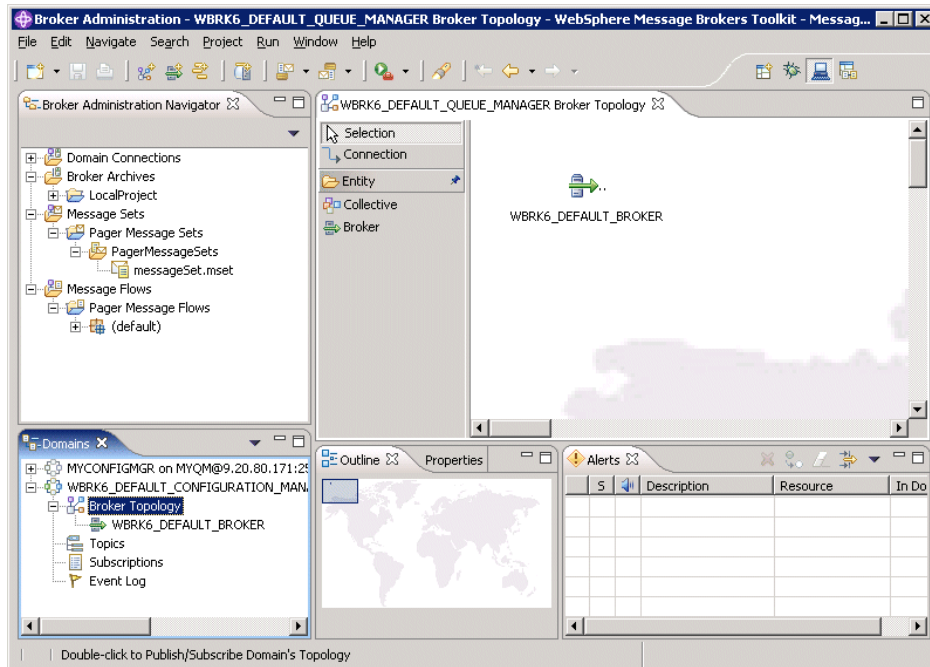 Broker Administration - WBRK6_DEFAULT_QUEUE_MANAGER Broker Topology - WebSphere Message Brokers Toolkit - Messag...
File Edit Navigate Search Project Run Window Help
Broker Administration Navigator
Domain Connections
Broker Archives
LocalProject
Message Sets
Pager Message Sets
PagerMessageSets
messageSet.mset
Message Flows
Pager Message Flows
(default)
WBRK6_DEFAULT_QUEUE_MANAGER Broker Topology
Selection
Connection
Entity
Collective
Broker
WBRK6_DEFAULT_BROKER
Domains
MYCONFIGMGR on MYQM@9.20.80.171:25
WBRK6_DEFAULT_CONFIGURATION_MAN
Broker Topology
WBRK6_DEFAULT_BROKER
Topics
Subscriptions
Event Log
Outline Properties
Alerts
S Description Resource In Do
Double-click to Publish/Subscribe Domain's Topology